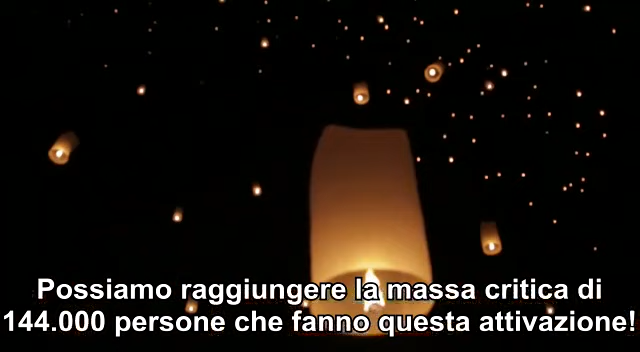 Possiamo raggiungere la massa critica di
144.000 persone che fanno questa attivazione!